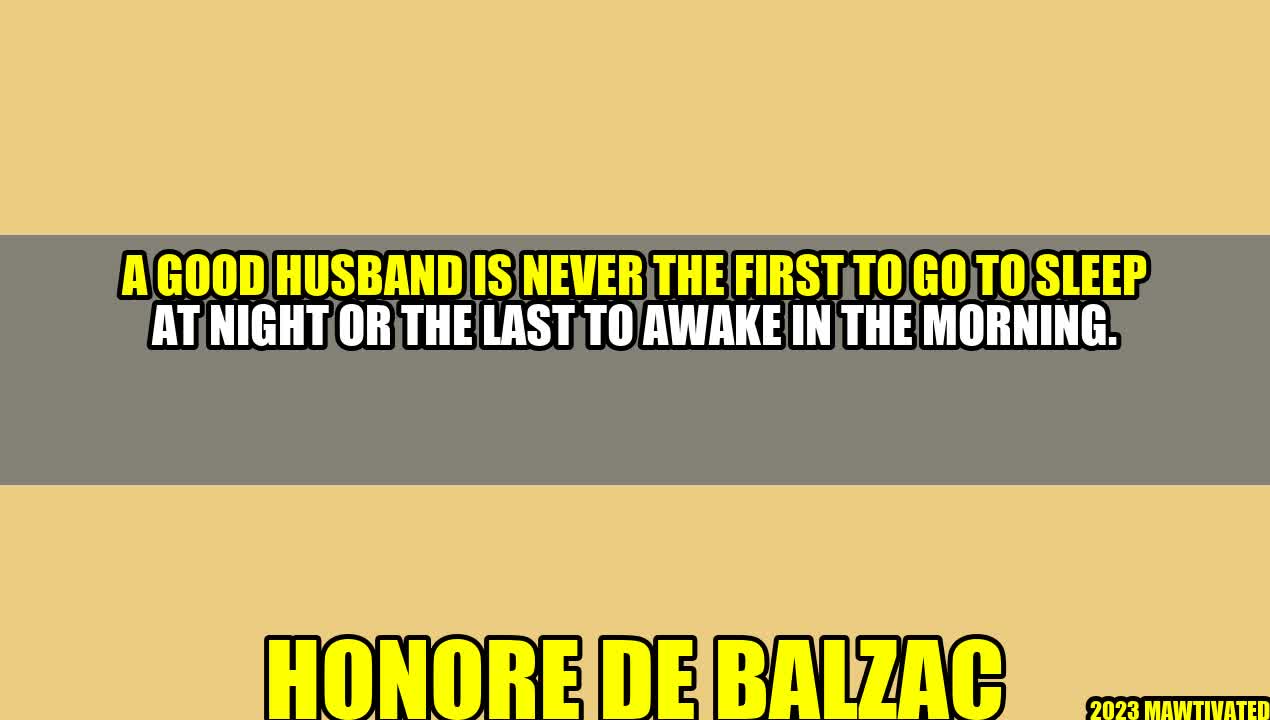 A GOOD HUSBAND IS NEVER THE FIRST TO GO TO SLEEP
AT NIGHT OR THE LAST TO AWAKE IN THE MORNING.
HONORE DE BALZAC
2023 MAWTIVATED